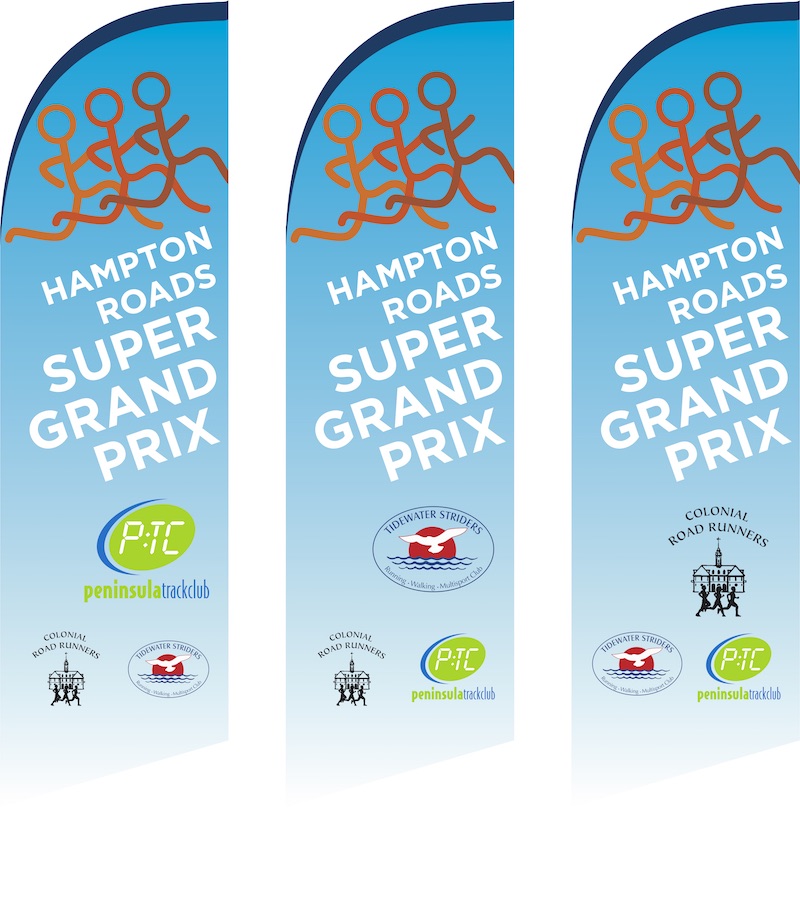 HAMPTON
ROADS
SUPER
GRAND
PRIX
P:TC
peninsulatrackclub
COLONIAL
ROAD RUNNERS
TIDEWATER STRIDERS
Running - Walking - Multisport Club
HAMPTON
ROADS
SUPER
GRAND
PRIX
TIDEWATER STRIDERS
Running - Walking - Multisport Club
COLONIAL
ROAD RUNNERS
P:TC
peninsulatrackclub
HAMPTON
ROADS
SUPER
GRAND
PRIX
COLONIAL
ROAD RUNNERS
TIDEWATER STRIDERS
Running - Walking - Multisport Club
P:TC
peninsulatrackclub